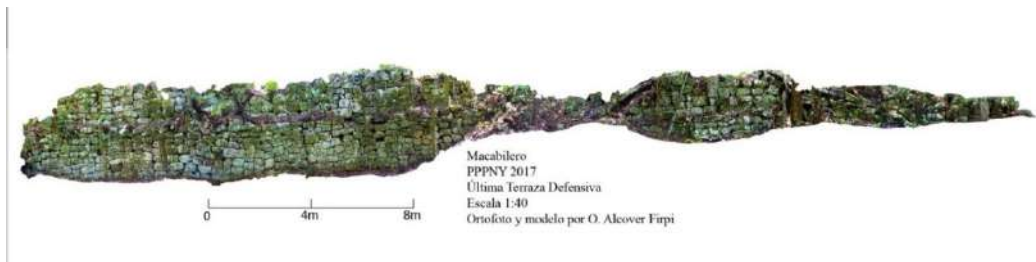 Macabilero
PPPNY 2017
Última Terraza Defensiva
Escala 1:40
Ortofoto y modelo por O. Alcover Firpi
0 4m 8m